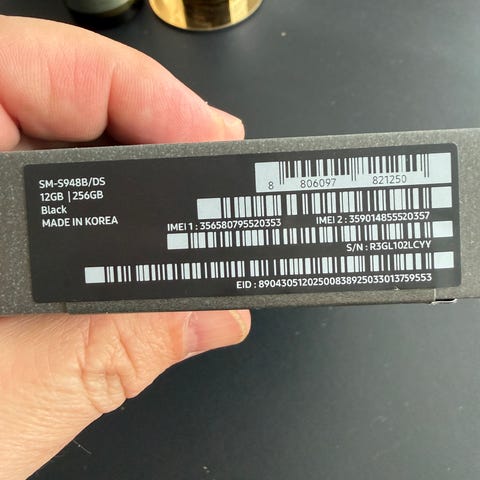 SM-S948B/DS
12GB | 256GB
Black
MADE IN KOREA
8 806097 821250
IMEI 1 : 356580795520353
IMEI 2 : 359014855520357
S/N : R3GL102LCYY
EID : 89043051202500838925033013759553